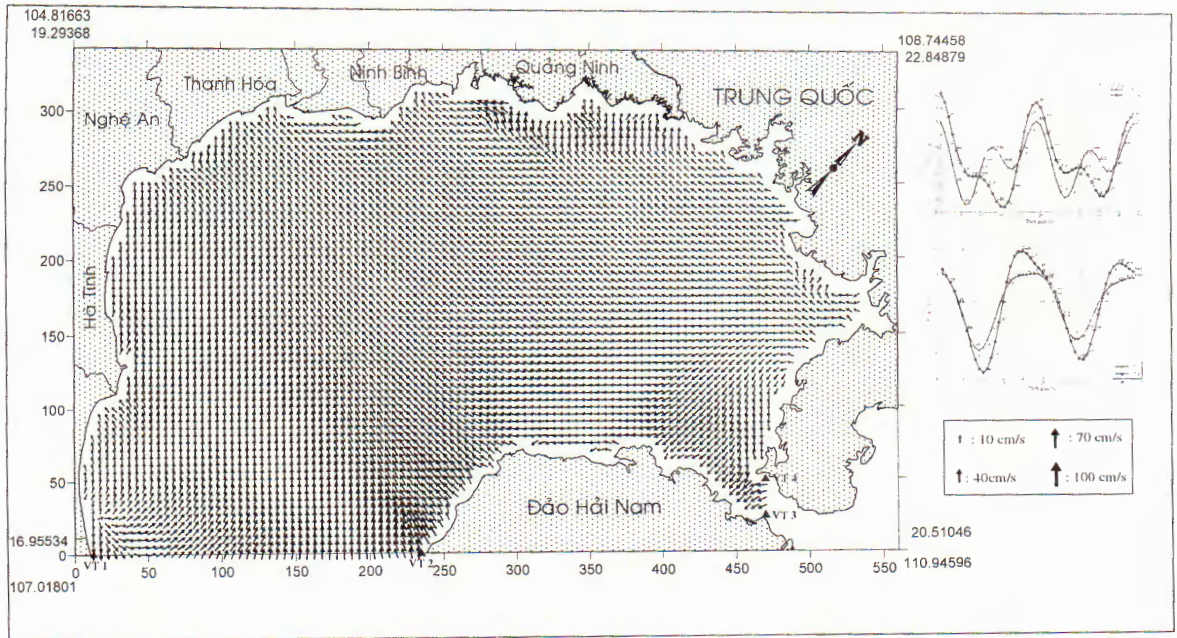 104.81663
19.29368
108.74458
22.84879
Thanh Hóa
Ninh Bình
Quảng Ninh
TRUNG QUỐC
Nghệ An
Hà Tĩnh
N
300
250
200
150
100
50
0
16.95534
107.01801
VT 1
VT 2
VT 3
VT 4
Đảo Hải Nam
0
50
100
150
200
250
300
350
400
450
500
550
20.51046
110.94596
: 10 cm/s
: 70 cm/s
: 40cm/s
: 100 cm/s